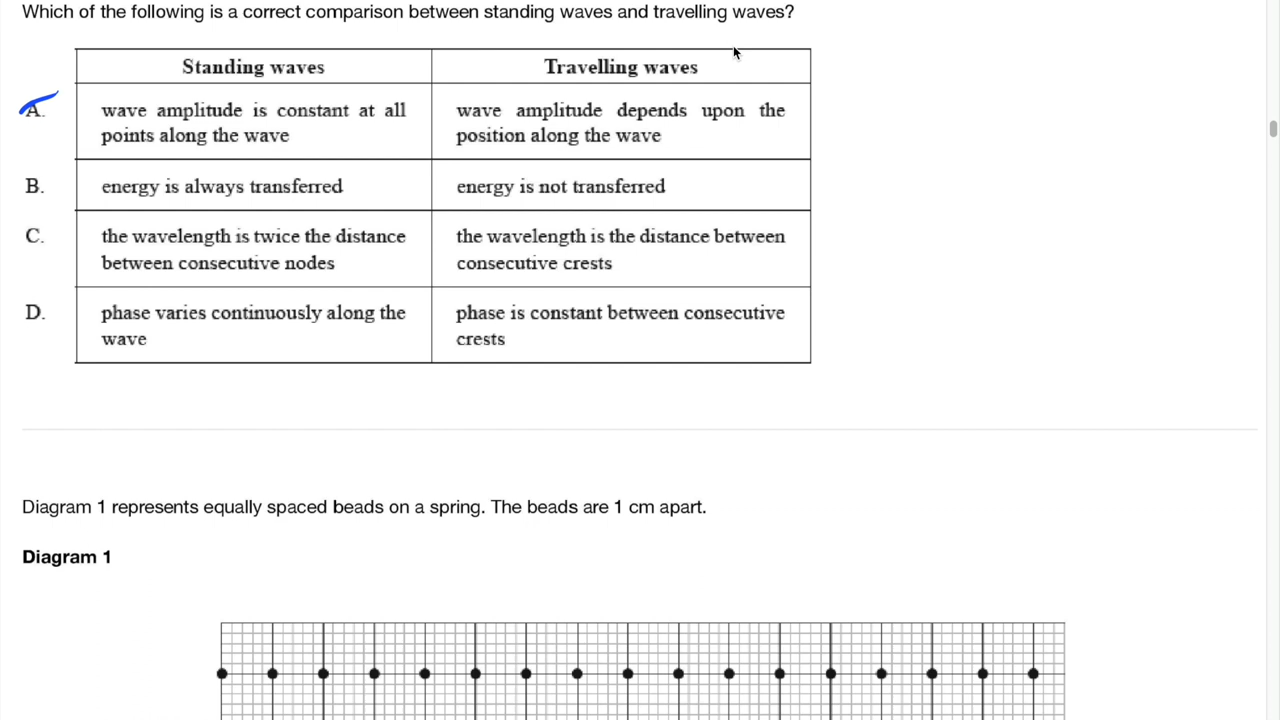 Which of the following is a correct comparison between standing waves and travelling waves?
Standing waves Travelling waves
A. wave amplitude is constant at all wave amplitude depends upon the
points along the wave position along the wave
B. energy is always transferred energy is not transferred
C. the wavelength is twice the distance the wavelength is the distance between
between consecutive nodes consecutive crests
D. phase varies continuously along the phase is constant between consecutive
wave crests
Diagram 1 represents equally spaced beads on a spring. The beads are 1 cm apart.
Diagram 1